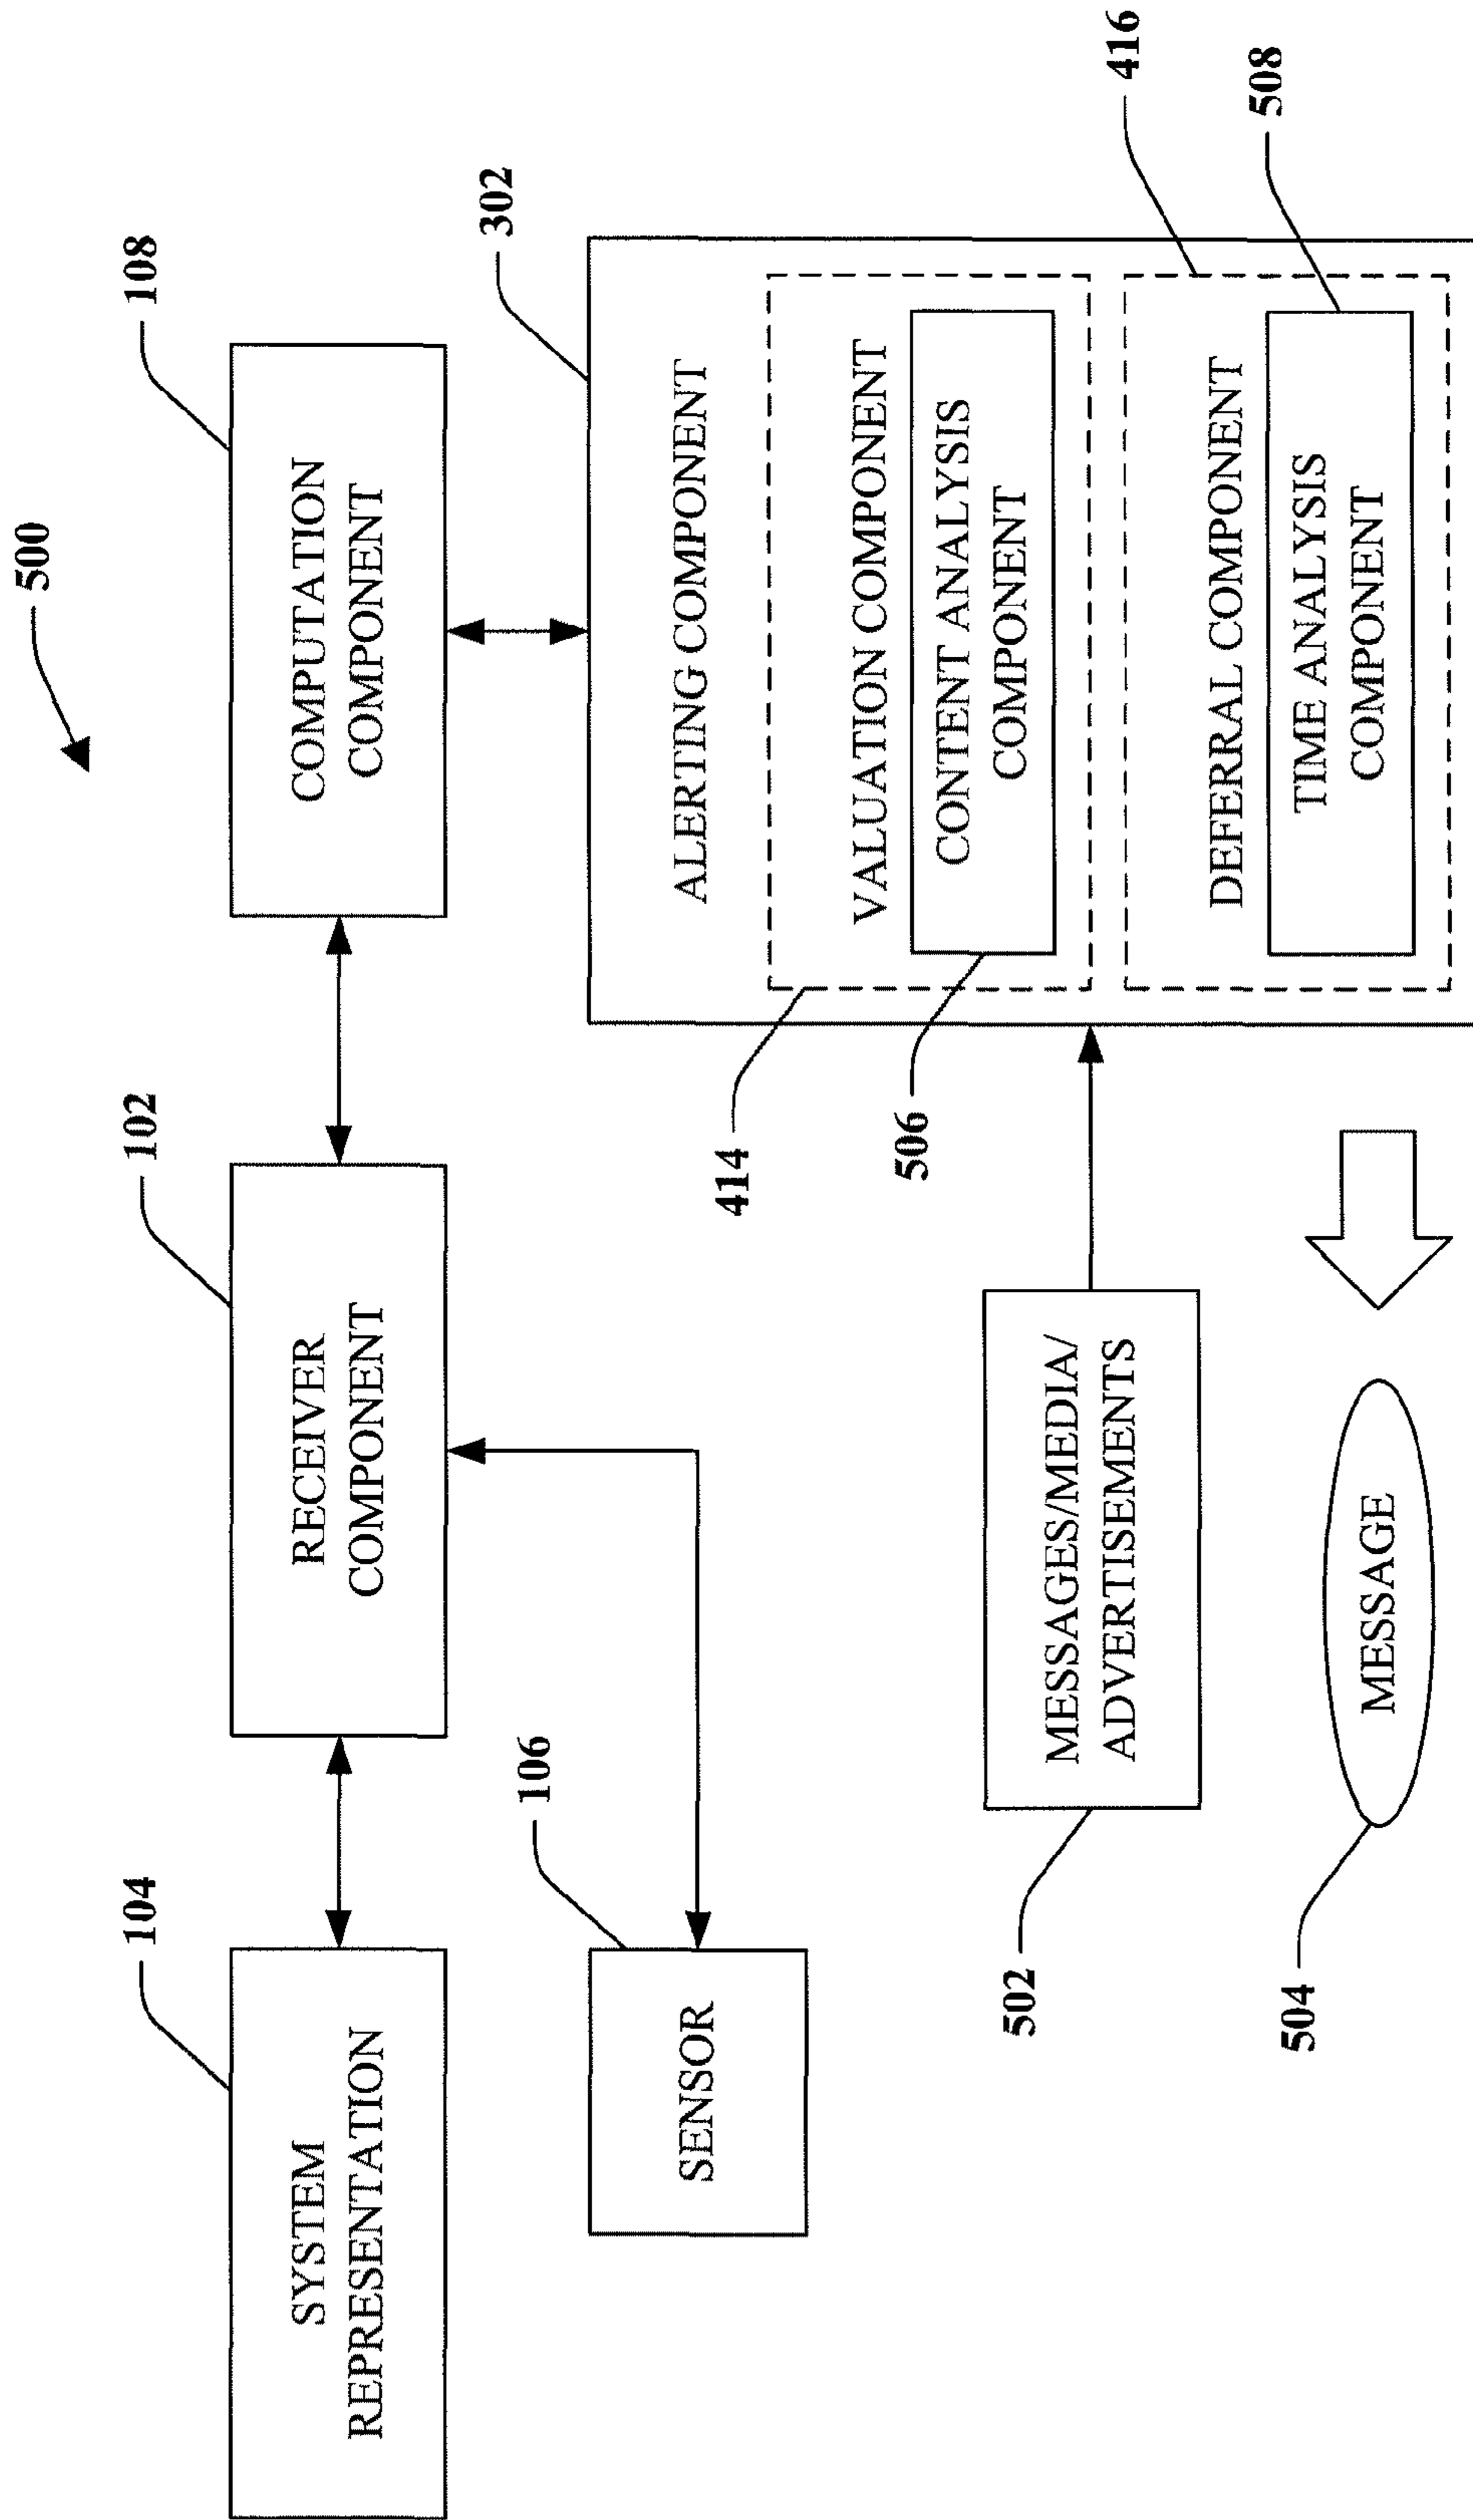 500
104
102
108
SYSTEM
REPRESENTATION
RECEIVER
COMPONENT
COMPUTATION
COMPONENT
106
302
SENSOR
ALERTING COMPONENT
414
VALUATION COMPONENT
506
CONTENT ANALYSIS
COMPONENT
502
MESSAGES/MEDIA/
ADVERTISEMENTS
416
DEFERRAL COMPONENT
508
TIME ANALYSIS
COMPONENT
504
MESSAGE